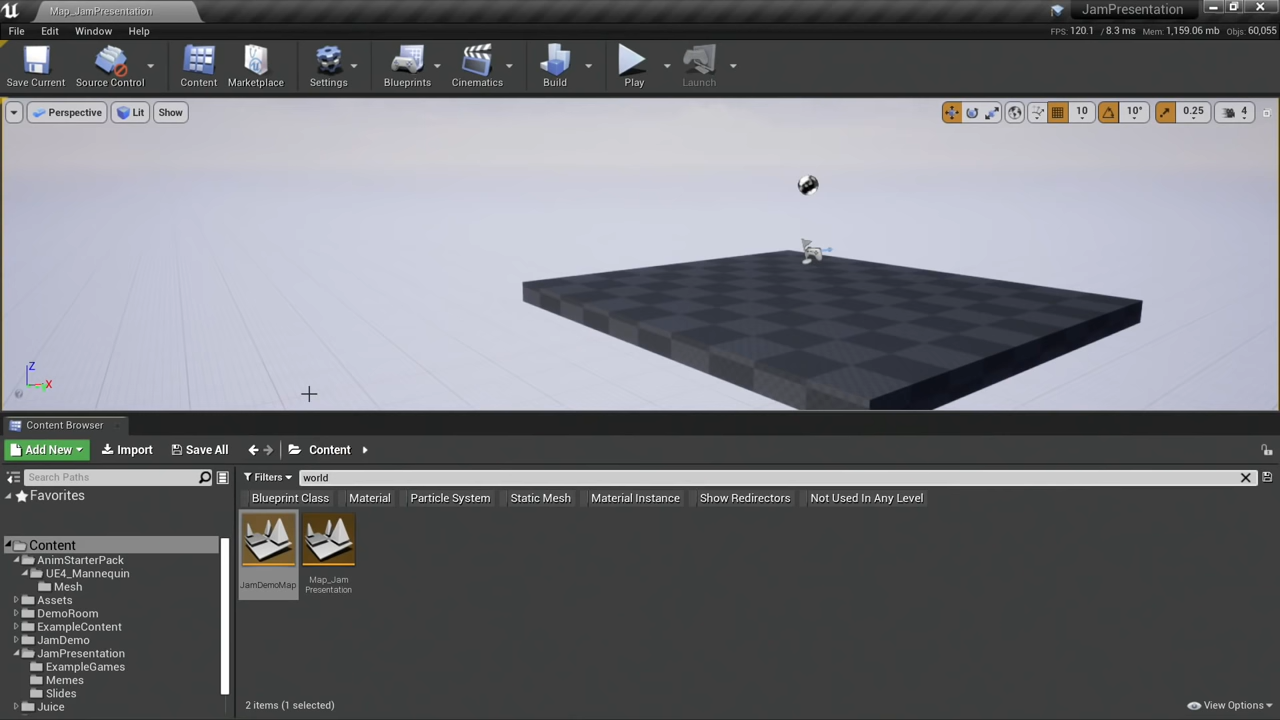 Map_JamPresentation
JamPresentation
File Edit Window Help
FPS: 120.1 / 8.3 ms Mem: 1,159.06 mb Objs: 60,055
Save Current Source Control Content Marketplace Settings Blueprints Cinematics Build Play Launch
Perspective Lit Show 10 10° 0.25 4
Z
X
Content Browser
Add New Import Save All Content
Search Paths Filters world
Favorites
Blueprint Class Material Particle System Static Mesh Material Instance Show Redirectors Not Used In Any Level
Content
AnimStarterPack
UE4_Mannequin
Mesh
Assets
DemoRoom
ExampleContent
JamDemo
JamPresentation
ExampleGames
Memes
Slides
Juice
JamDemoMap
Map_Jam
Presentation
2 items (1 selected)
View Options